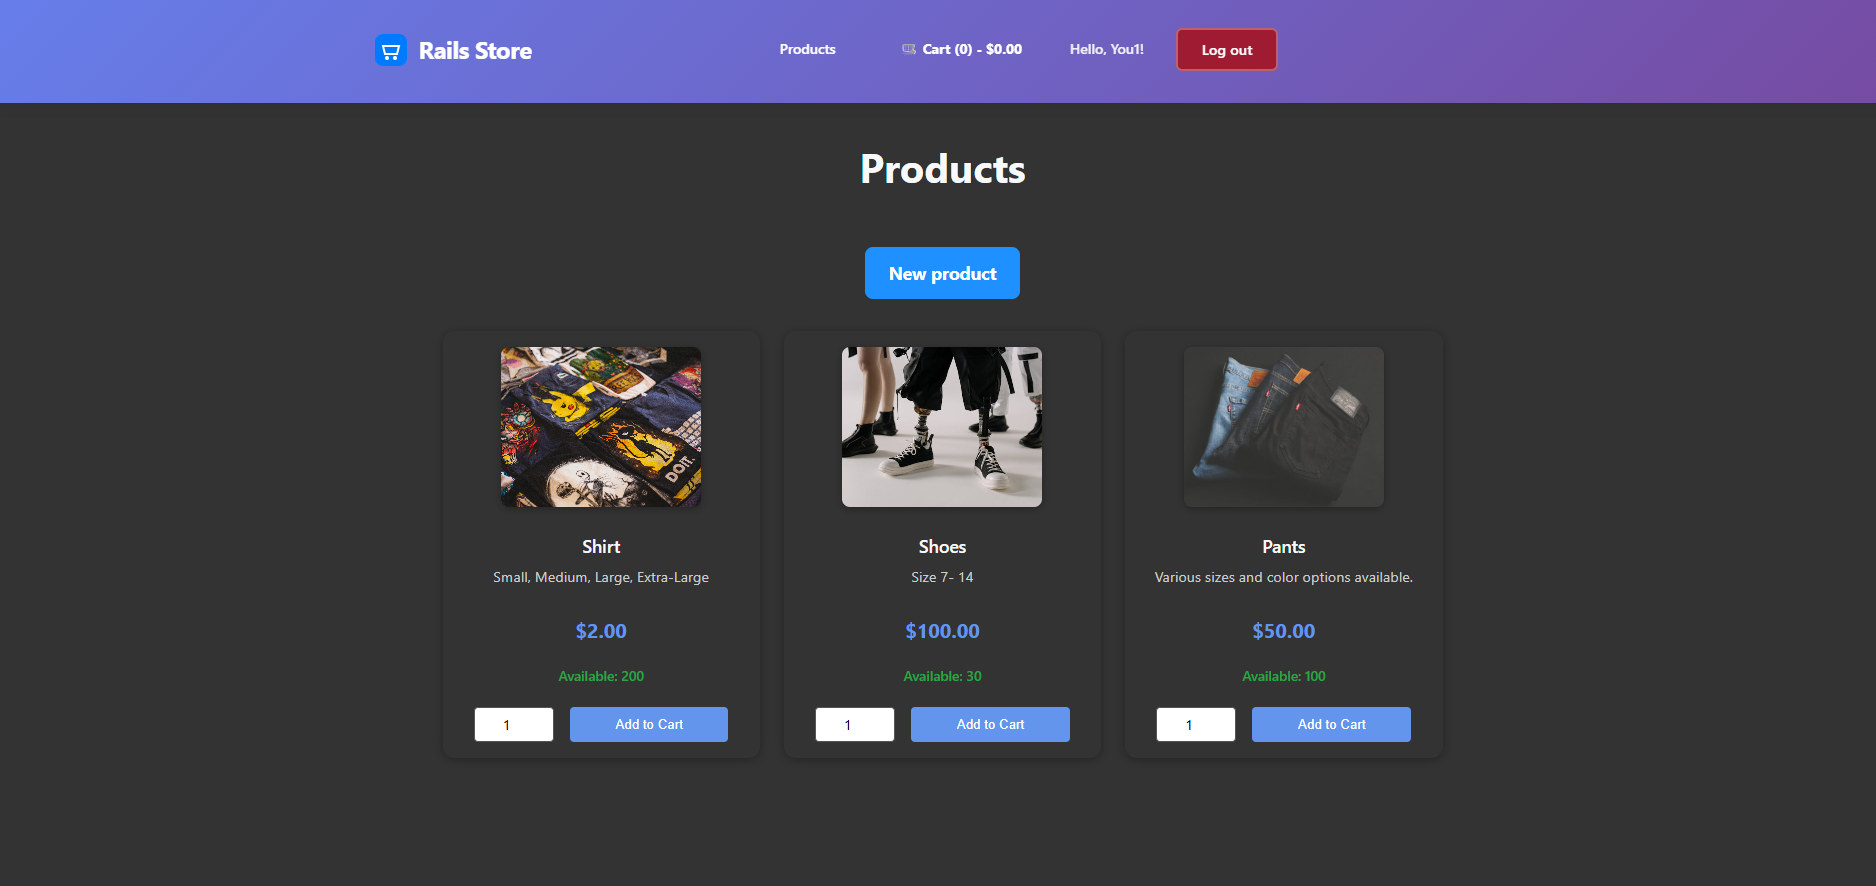 Rails Store
Products
Cart (0) - $0.00
Hello, You1!
Log out
Products
New product
DO IT.
Shirt
Small, Medium, Large, Extra-Large
$2.00
Available: 200
1
Add to Cart
Shoes
Size 7- 14
$100.00
Available: 30
1
Add to Cart
Pants
Various sizes and color options available.
$50.00
Available: 100
1
Add to Cart